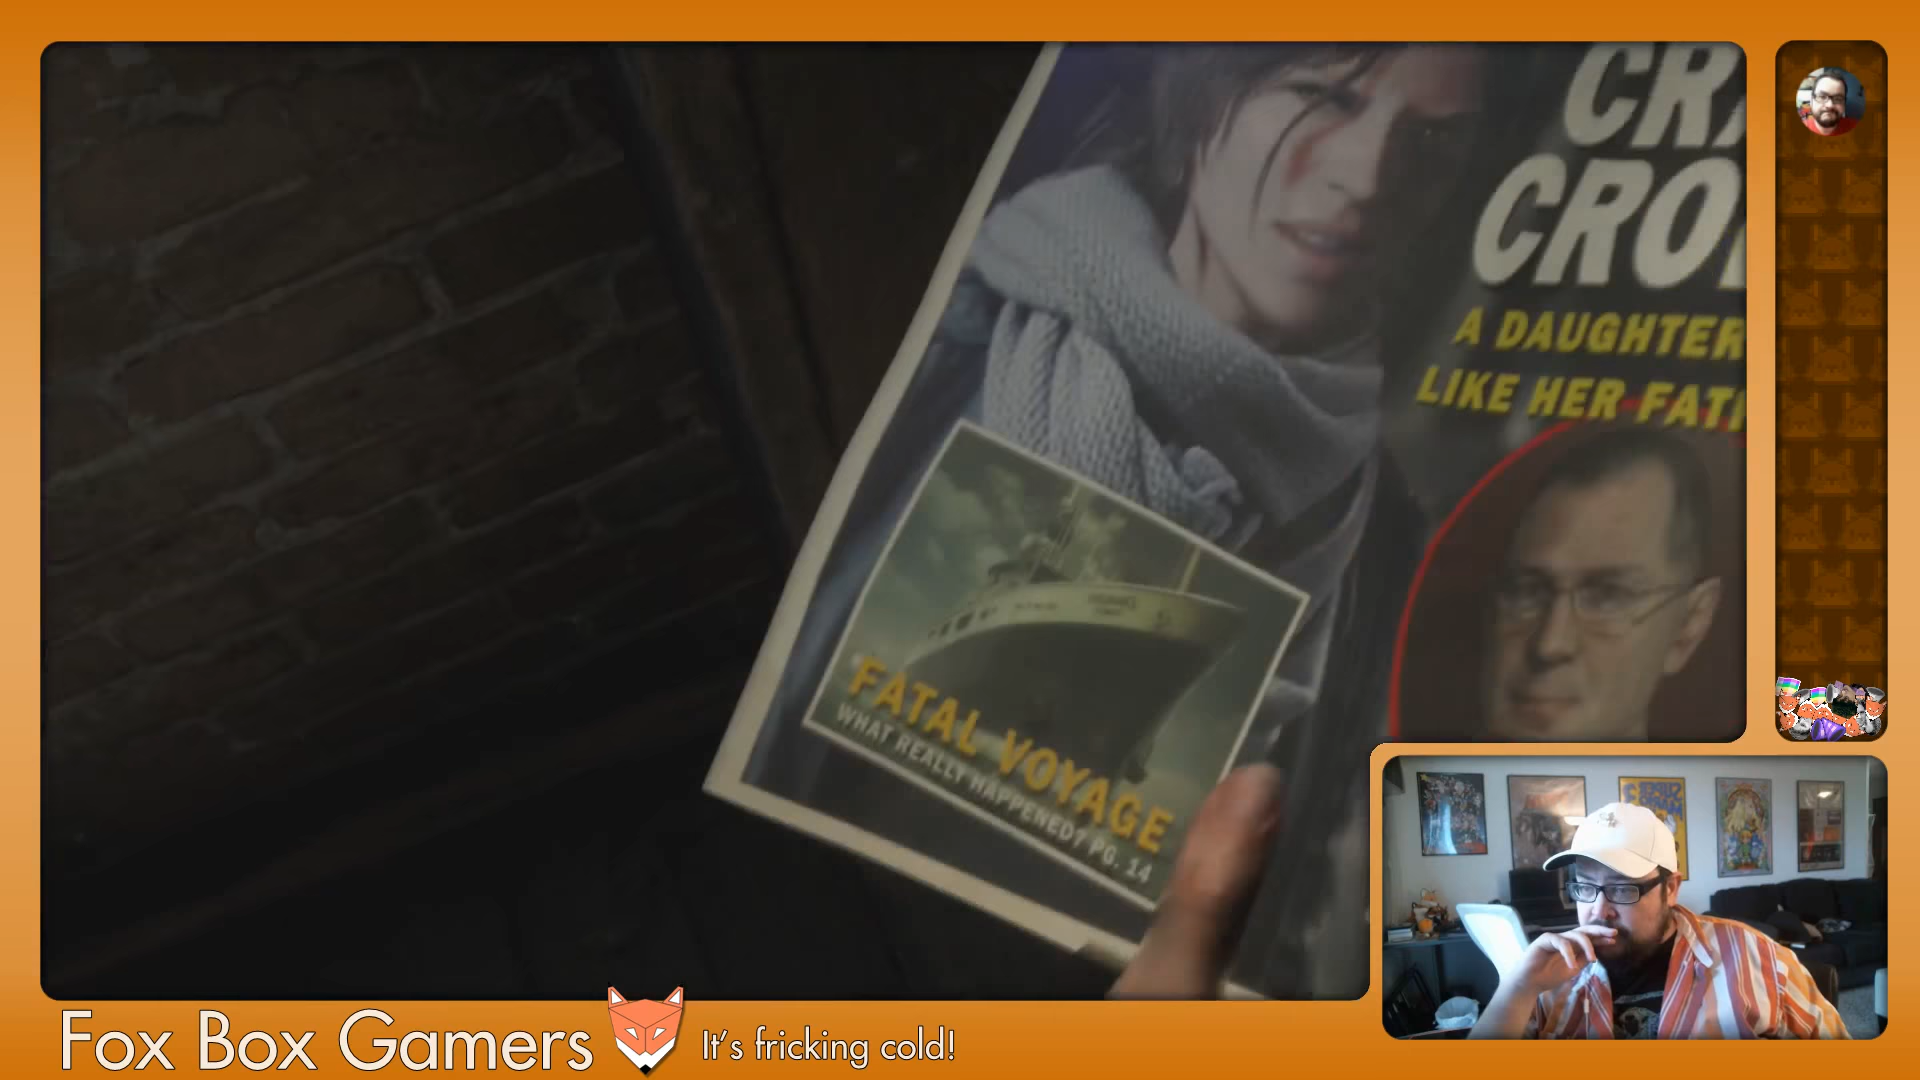 CR
CRO
A DAUGHTER
LIKE HER FAT
FATAL VOYAGE
WHAT REALLY HAPPENED? PG. 14
Fox Box Gamers
It's fricking cold!